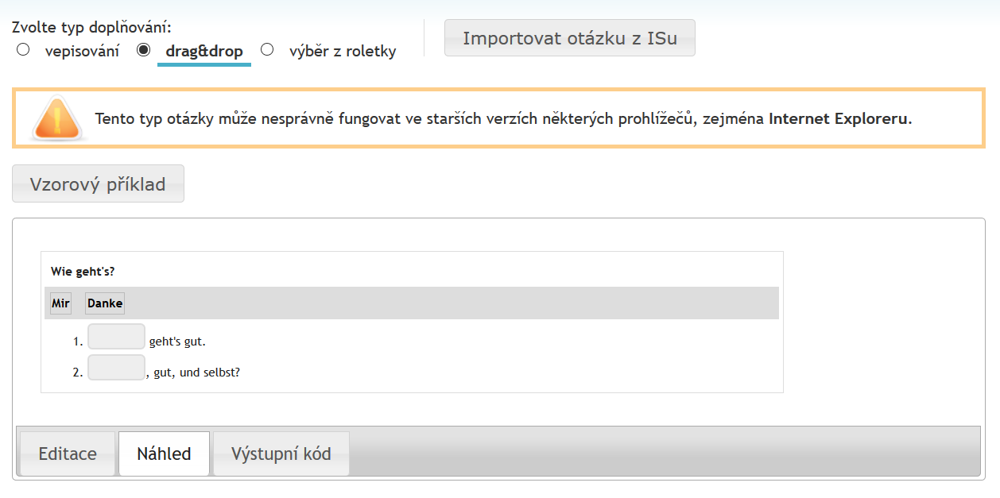 Zvolte typ doplňování:
vepisování drag&drop výběr z roletky
Importovat otázku z ISu
Tento typ otázky může nesprávně fungovat ve starších verzích některých prohlížečů, zejména Internet Exploreru.
Vzorový příklad
Wie geht's?
Mir Danke
1. geht's gut.
2. , gut, und selbst?
Editace Náhled Výstupní kód